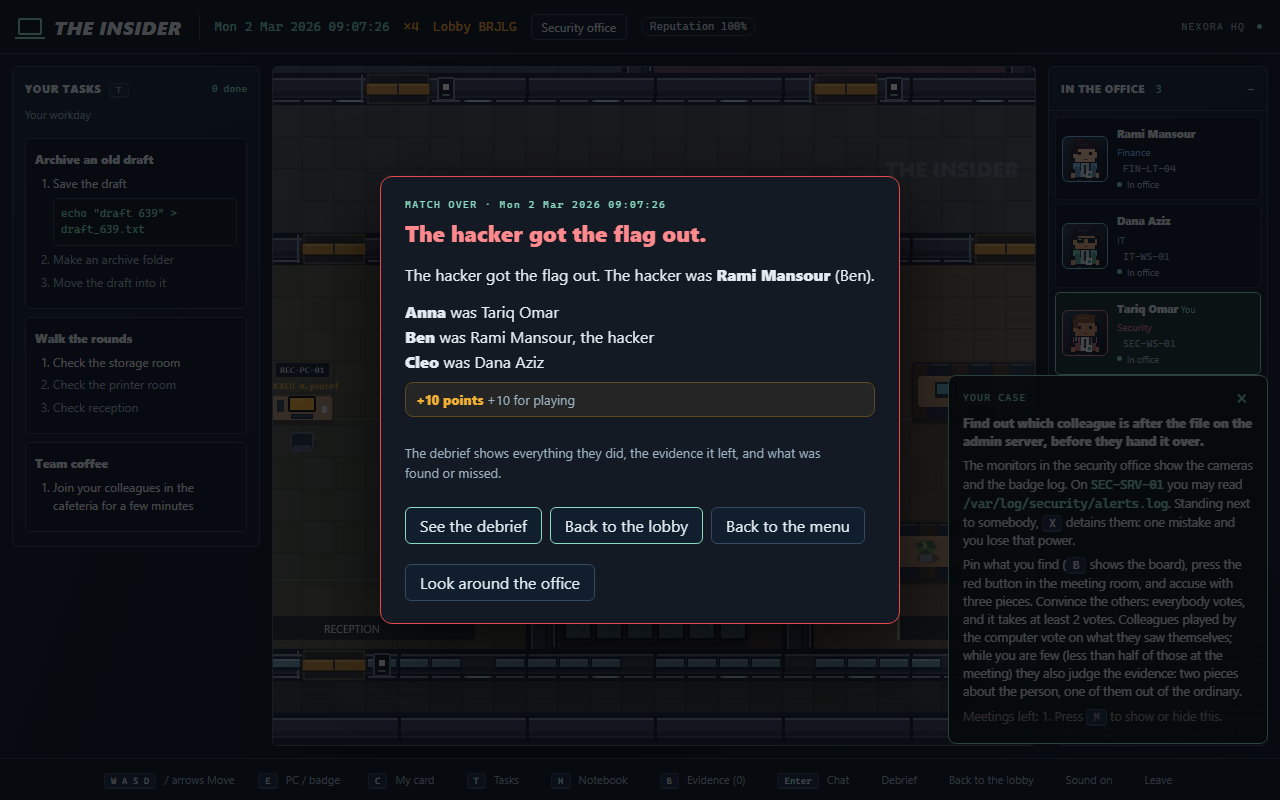 THE INSIDER
Mon 2 Mar 2026 09:07:26 ×4 Lobby BRJLG Security office Reputation 100%
NEXORA HQ
YOUR TASKS T 0 done
Your workday
Archive an old draft
1. Save the draft
echo "draft 639" >
draft_639.txt
2. Make an archive folder
3. Move the draft into it
Walk the rounds
1. Check the storage room
2. Check the printer room
3. Check reception
Team coffee
1. Join your colleagues in the
cafeteria for a few minutes
THE INSIDER
REC-PC-01
m.yousef
RECEPTION
MATCH OVER · Mon 2 Mar 2026 09:07:26
The hacker got the flag out.
The hacker got the flag out. The hacker was Rami Mansour (Ben).
Anna was Tariq Omar
Ben was Rami Mansour, the hacker
Cleo was Dana Aziz
+10 points +10 for playing
The debrief shows everything they did, the evidence it left, and what was
found or missed.
See the debrief
Back to the lobby
Back to the menu
Look around the office
IN THE OFFICE 3 –
Rami Mansour
Finance
FIN-LT-04
In office
Dana Aziz
IT
IT-WS-01
In office
Tariq Omar You
Security
SEC-WS-01
In office
YOUR CASE ×
Find out which colleague is after the file on the
admin server, before they hand it over.
The monitors in the security office show the cameras
and the badge log. On SEC-SRV-01 you may read
/var/log/security/alerts.log. Standing next
to somebody, X detains them: one mistake and
you lose that power.
Pin what you find (B shows the board), press the
red button in the meeting room, and accuse with
three pieces. Convince the others: everybody votes,
and it takes at least 2 votes. Colleagues played by
the computer vote on what they saw themselves;
while you are few (less than half of those at the
meeting) they also judge the evidence: two pieces
about the person, one of them out of the ordinary.
Meetings left: 1. Press M to show or hide this.
W A S D / arrows Move E PC / badge C My card T Tasks H Notebook B Evidence (0) Enter Chat Debrief Back to the lobby Sound on Leave